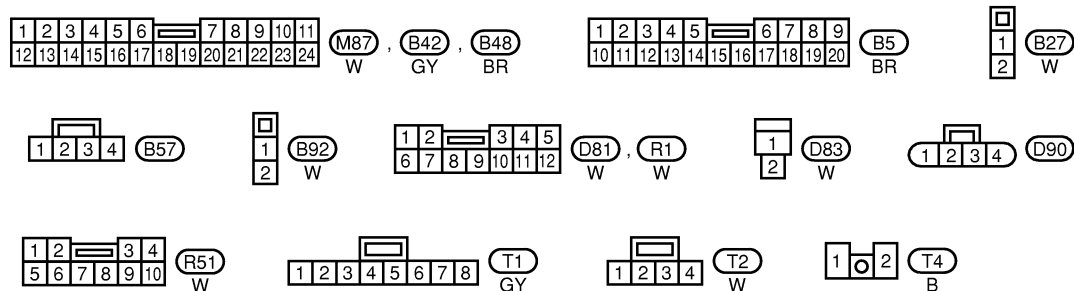 1 2 3 4 5 6 7 8 9 10 11
12 13 14 15 16 17 18 19 20 21 22 23 24
M87 , B42 , B48
W GY BR
1 2 3 4 5 6 7 8 9
10 11 12 13 14 15 16 17 18 19 20
B5
BR
1
2
B27
W
1 2 3 4
B57
1
2
B92
W
1 2 3 4 5
6 7 8 9 10 11 12
D81 , R1
W W
1
2
D83
W
1 2 3 4
D90
1 2 3 4
5 6 7 8 9 10
R51
W
1 2 3 4 5 6 7 8
T1
GY
1 2 3 4
T2
W
1 2
T4
B